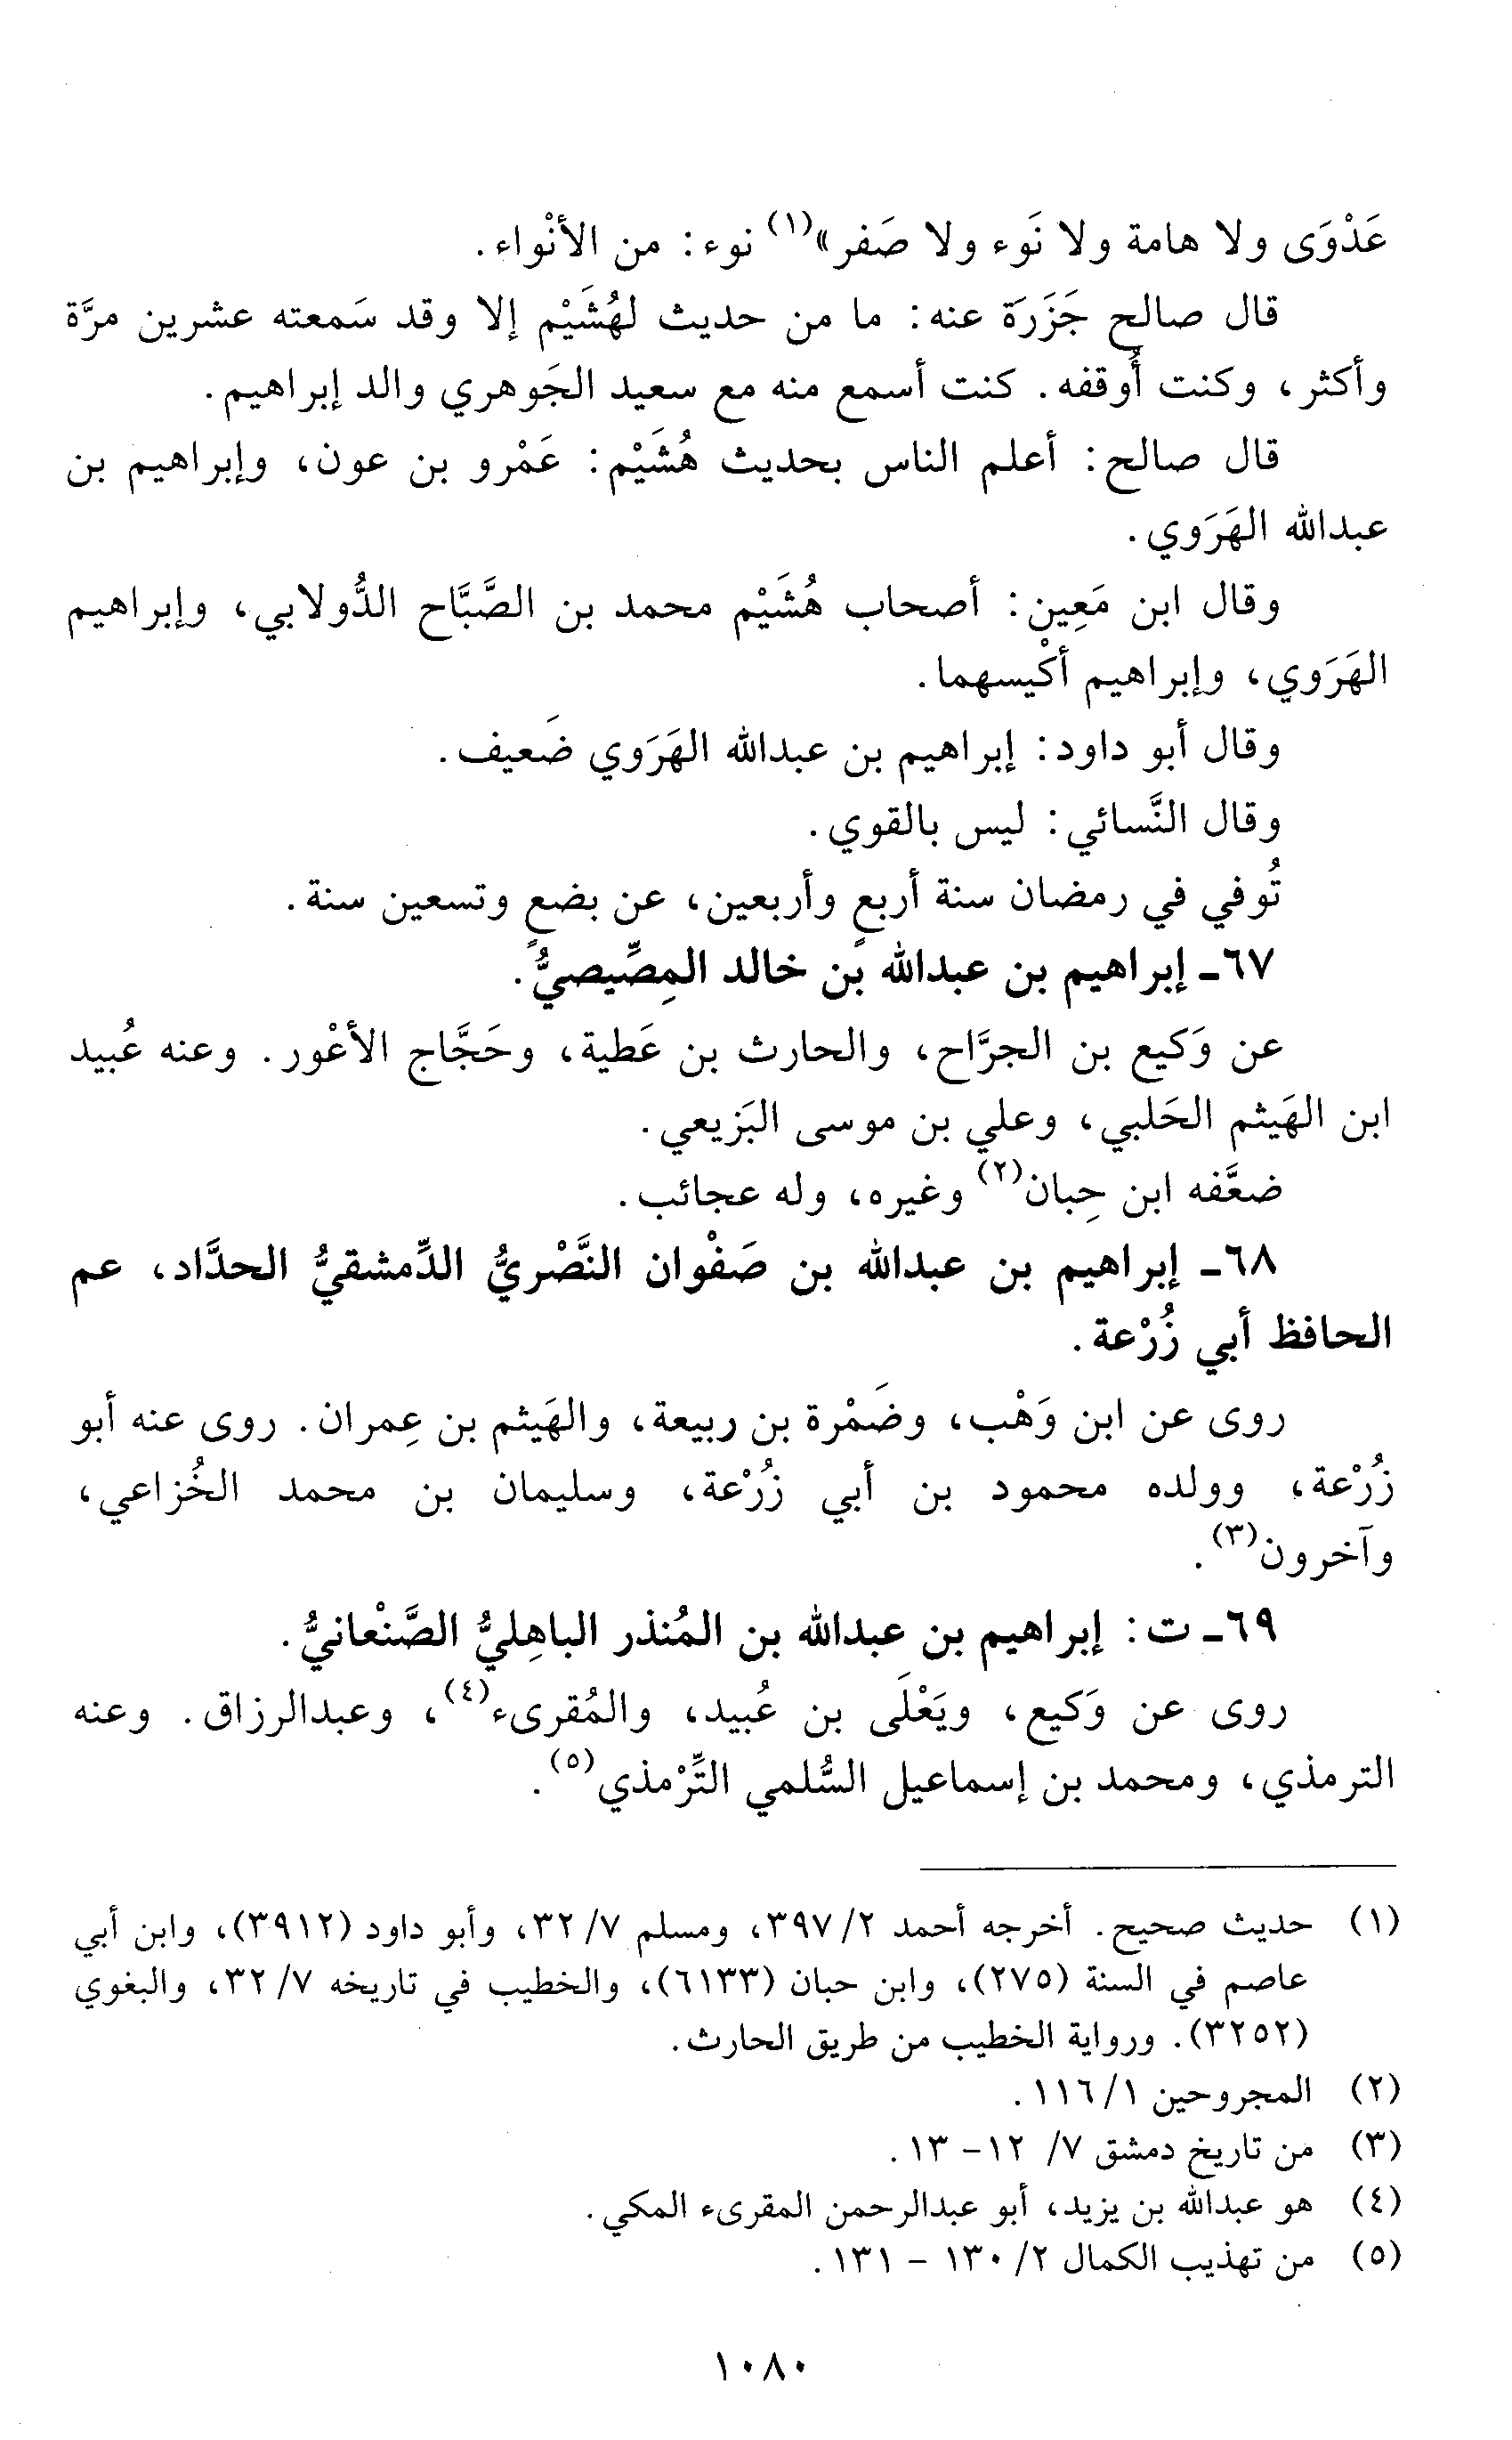 عَدْوَى ولا هامة ولا نَوء ولا صَفر»(١) نوء: من الأنْواء.
قال صالح جَزَرَة عنه: ما من حديث لهُشَيْم إلا وقد سَمعته عشرين مرَّة
وأكثر، وكنت أُوقفه. كنت أسمع منه مع سعيد الجَوهري والد إبراهيم.
قال صالح: أعلم الناس بحديث هُشَيْم: عَمْرو بن عون، وإبراهيم بن
عبدالله الهَرَوي.
وقال ابن مَعِين: أصحاب هُشَيْم محمد بن الصَّبَّاح الدُّولابي، وإبراهيم
الهَرَوي، وإبراهيم أكْيسهما.
وقال أبو داود: إبراهيم بن عبدالله الهَرَوي ضَعيف.
وقال النَّسائي: ليس بالقوي.
تُوفي في رمضان سنة أربعٍ وأربعين، عن بضعٍ وتسعين سنة.
٦٧ـ إبراهيم بن عبدالله بن خالد المِصِّيصيُّ.
عن وَكيع بن الجرَّاح، والحارث بن عَطية، وحَجَّاج الأعْور. وعنه عُبيد
ابن الهَيثم الحَلبي، وعلي بن موسى البَزيعي.
ضعَّفه ابن حِبان(٢) وغيره، وله عجائب.
٦٨ـ إبراهيم بن عبدالله بن صَفْوان النَّصْريُّ الدِّمشقيُّ الحدَّاد، عم
الحافظ أبي زُرْعة.
روى عن ابن وَهْب، وضَمْرة بن ربيعة، والهَيثم بن عِمران. روى عنه أبو
زُرْعة، وولده محمود بن أبي زُرْعة، وسليمان بن محمد الخُزاعي،
وآخرون(٣).
٦٩ـ ت: إبراهيم بن عبدالله بن المُنذر الباهِليُّ الصَّنْعانيُّ.
روى عن وَكيع، ويَعْلَى بن عُبيد، والمُقرىء(٤)، وعبدالرزاق. وعنه
الترمذي، ومحمد بن إسماعيل السُّلمي التِّرْمذي(٥).
(١) حديث صحيح. أخرجه أحمد ٢/ ٣٩٧، ومسلم ٧/ ٣٢، وأبو داود (٣٩١٢)، وابن أبي
عاصم في السنة (٢٧٥)، وابن حبان (٦١٣٣)، والخطيب في تاريخه ٧/ ٣٢، والبغوي
(٣٢٥٢). ورواية الخطيب من طريق الحارث.
(٢) المجروحين ١/ ١١٦.
(٣) من تاريخ دمشق ٧/ ١٢- ١٣.
(٤) هو عبدالله بن يزيد، أبو عبدالرحمن المقرىء المكي.
(٥) من تهذيب الكمال ٢/ ١٣٠ - ١٣١.
١٠٨٠